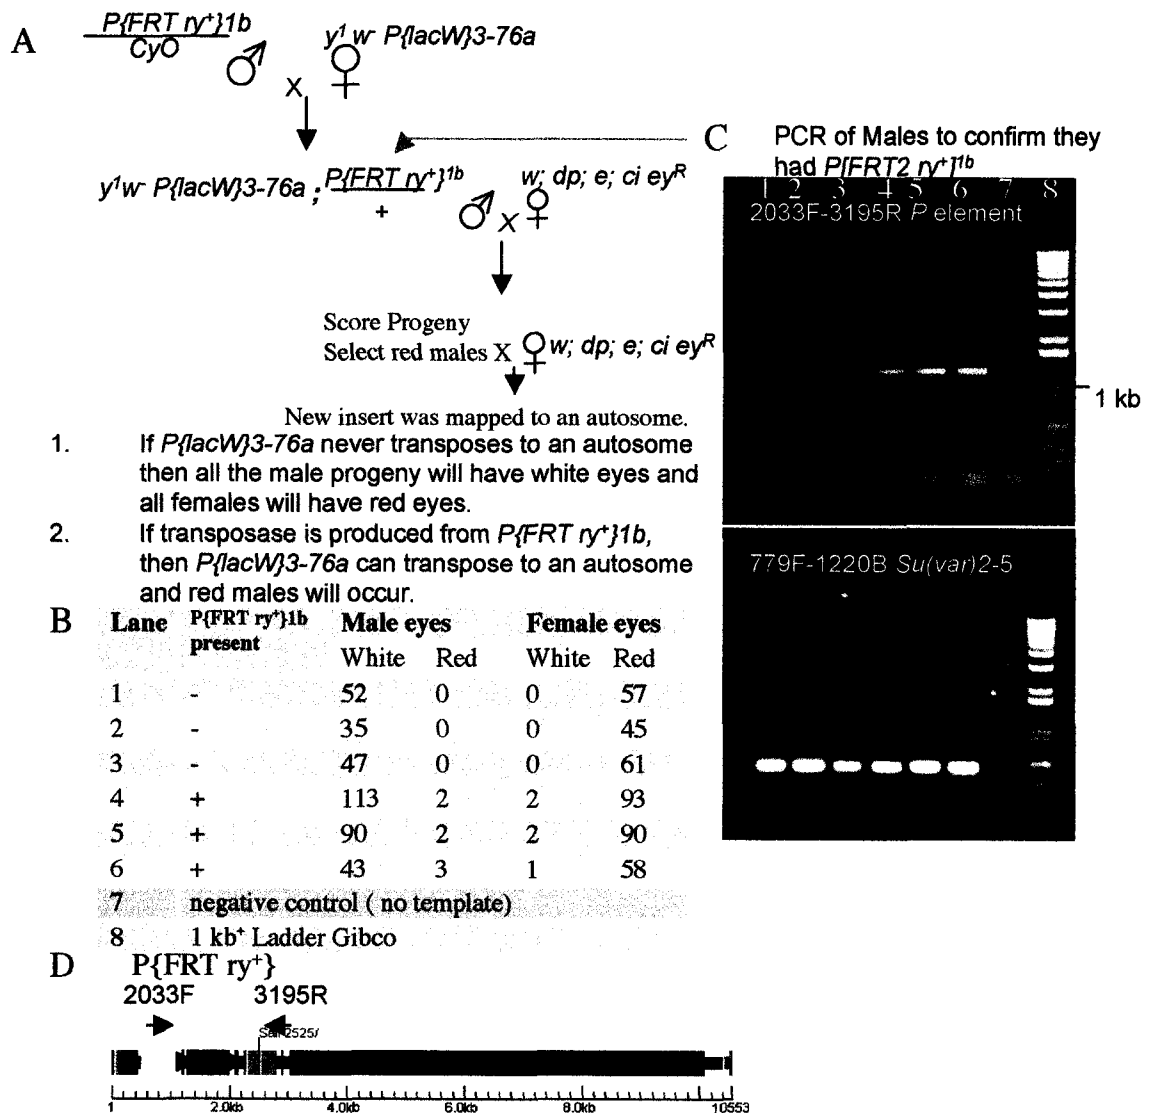 A
P{FRT ry+}1b
CyO
♂
X
♀
y1 w- P{lacW}3-76a
y1w- P{lacW}3-76a ; P{FRT ry+}1b
+
♂ X ♀
w; dp; e; ci eyR
Score Progeny
Select red males X ♀ w; dp; e; ci eyR
New insert was mapped to an autosome.
1. If P{lacW}3-76a never transposes to an autosome
then all the male progeny will have white eyes and
all females will have red eyes.
2. If transposase is produced from P{FRT ry+}1b,
then P{lacW}3-76a can transpose to an autosome
and red males will occur.
B
Lane P{FRT ry+}1b Male eyes Female eyes
present
White Red White Red
1 - 52 0 0 57
2 - 35 0 0 45
3 - 47 0 0 61
4 + 113 2 2 93
5 + 90 2 2 90
6 + 43 3 1 58
7 negative control ( no template)
8 1 kb+ Ladder Gibco
C PCR of Males to confirm they
had P[FRT2 ry+]1b
1 2 3 4 5 6 7 8
2033F-3195R P element
1 kb
779F-1220B Su(var)2-5
D P{FRT ry+}
2033F 3195R
2525/
1 2.0kb 4.0kb 6.0kb 8.0kb 10553